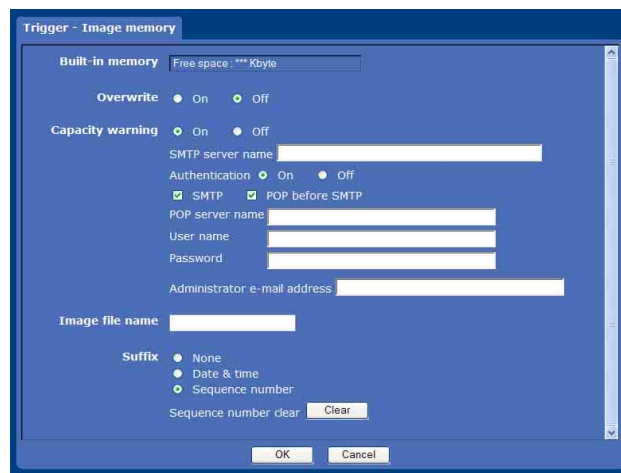 Trigger - Image memory
Built-in memory Free space : *** Kbyte
Overwrite On Off
Capacity warning On Off
SMTP server name
Authentication On Off
SMTP POP before SMTP
POP server name
User name
Password
Administrator e-mail address
Image file name
Suffix None
Date & time
Sequence number
Sequence number clear Clear
OK Cancel